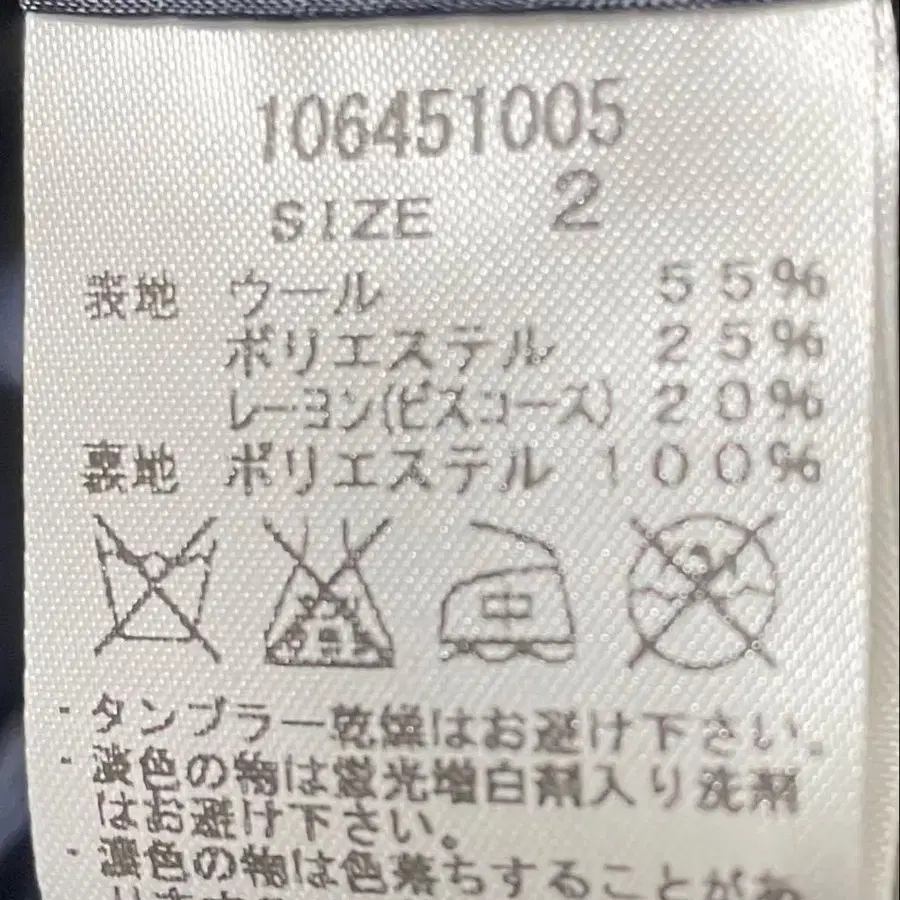 106451005
SIZE 2
表地 ウール 55%
ポリエステル 25%
レーヨン(ビスコース) 20%
裏地 ポリエステル 100%
中
・タンブラー乾燥はお避け下さい。
・淡色の物は蛍光増白剤入り洗剤
はお避け下さい。
・濃色の物は色落ちすることがあ